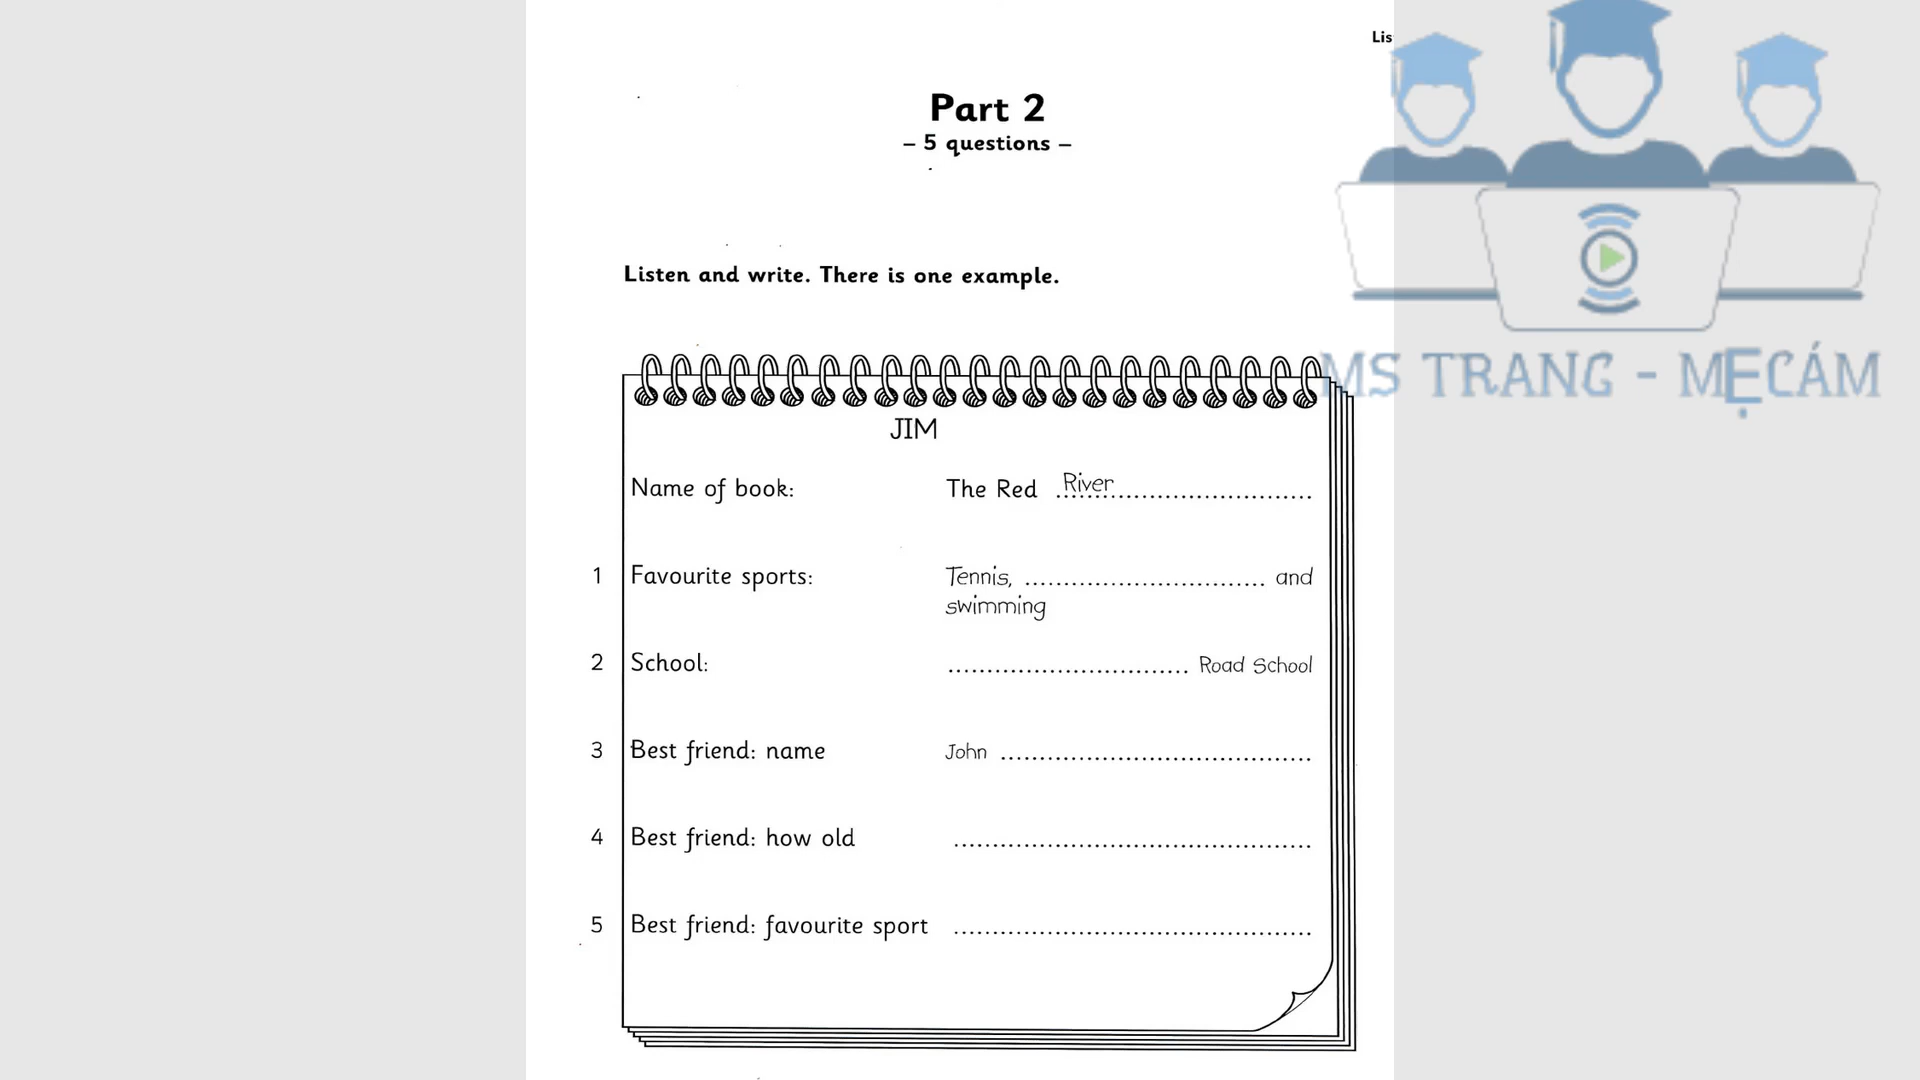 Lis
Part 2
– 5 questions –
Listen and write. There is one example.
MS TRANG - MẸCÁM
JIM
Name of book: The Red River
1 Favourite sports: Tennis, .............................. and
swimming
2 School: .............................. Road School
3 Best friend: name John ..............................
4 Best friend: how old ..............................
5 Best friend: favourite sport ..............................